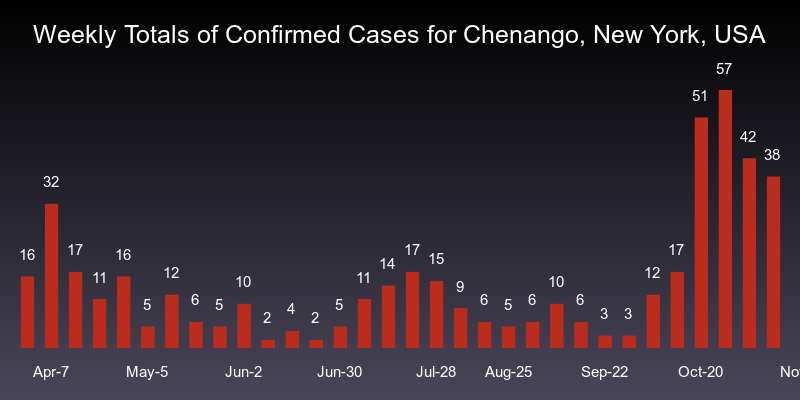 Weekly Totals of Confirmed Cases for Chenango, New York, USA
16 32 17 11 16 5 12 6 5 10 2 4 2 5 11 14 17 15 9 6 5 6 10 6 3 3 12 17 51 57 42 38
Apr-7 May-5 Jun-2 Jun-30 Jul-28 Aug-25 Sep-22 Oct-20